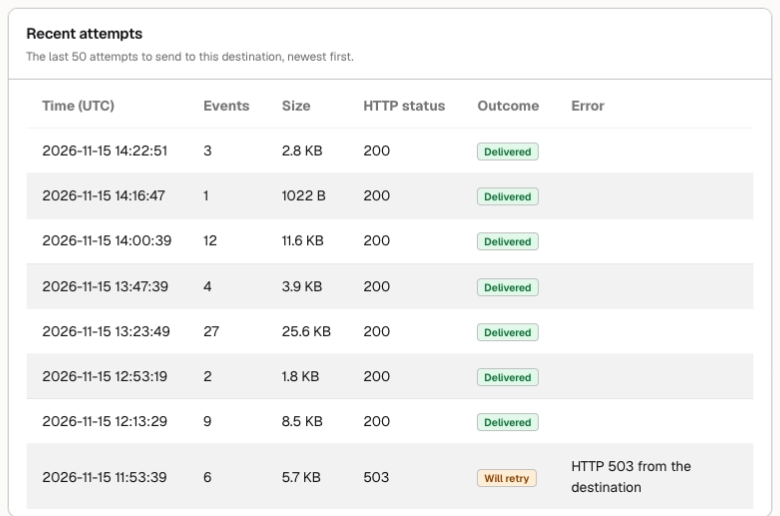 Recent attempts
The last 50 attempts to send to this destination, newest first.
Time (UTC) Events Size HTTP status Outcome Error
2026-11-15 14:22:51 3 2.8 KB 200 Delivered
2026-11-15 14:16:47 1 1022 B 200 Delivered
2026-11-15 14:00:39 12 11.6 KB 200 Delivered
2026-11-15 13:47:39 4 3.9 KB 200 Delivered
2026-11-15 13:23:49 27 25.6 KB 200 Delivered
2026-11-15 12:53:19 2 1.8 KB 200 Delivered
2026-11-15 12:13:29 9 8.5 KB 200 Delivered
2026-11-15 11:53:39 6 5.7 KB 503 Will retry HTTP 503 from the
destination